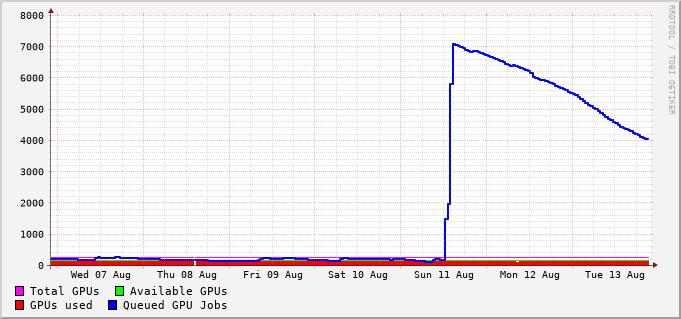 8000
7000
6000
5000
4000
3000
2000
1000
0
Wed 07 Aug Thu 08 Aug Fri 09 Aug Sat 10 Aug Sun 11 Aug Mon 12 Aug Tue 13 Aug
Total GPUs Available GPUs
GPUs used Queued GPU Jobs
RRDTOOL / TOBI OETIKER